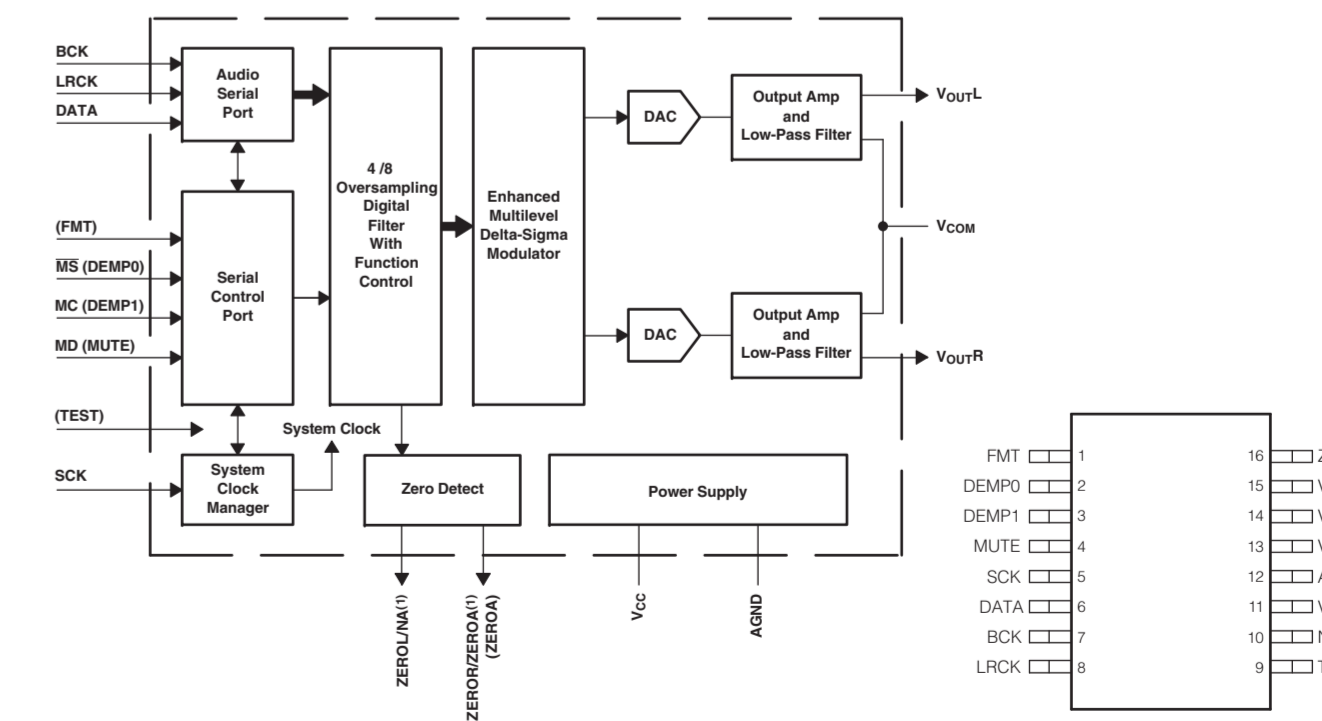 BCK
LRCK
DATA
Audio
Serial
Port
(FMT)
MS (DEMP0)
MC (DEMP1)
MD (MUTE)
Serial
Control
Port
(TEST)
SCK
System
Clock
Manager
System Clock
4 /8
Oversampling
Digital
Filter
With
Function
Control
Enhanced
Multilevel
Delta-Sigma
Modulator
DAC
Output Amp
and
Low-Pass Filter
VOUTL
VCOM
DAC
Output Amp
and
Low-Pass Filter
VOUTR
Zero Detect
Power Supply
ZEROL/NA(1)
ZEROR/ZEROA(1)
(ZEROA)
VCC
AGND
FMT 1
DEMP0 2
DEMP1 3
MUTE 4
SCK 5
DATA 6
BCK 7
LRCK 8
16
15
14
13
12
11
10
9